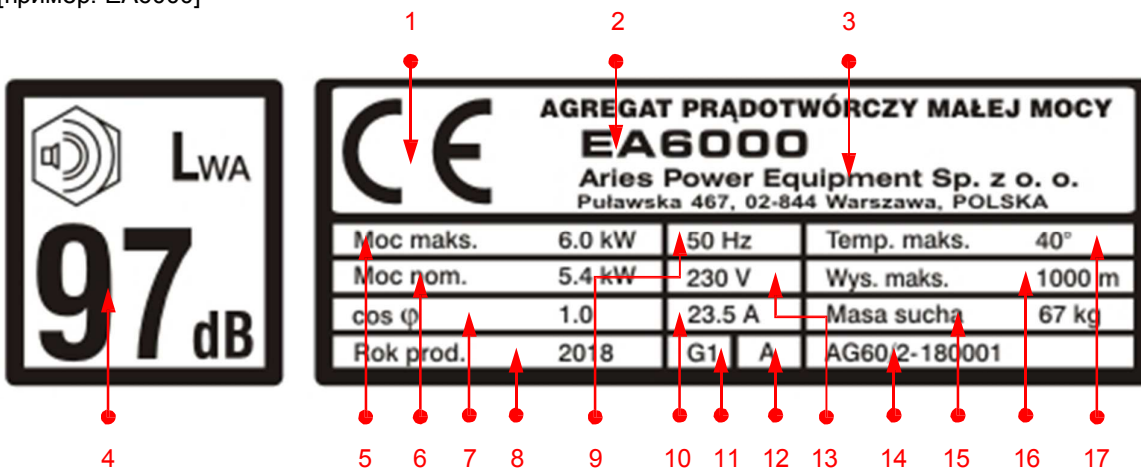 [пример: EA6000]
1 2 3
CE AGREGAT PRĄDOTWÓRCZY MAŁEJ MOCY
EA6000
Aries Power Equipment Sp. z o. o.
Puławska 467, 02-844 Warszawa, POLSKA
LWA
97 dB
Moc maks. 6.0 kW 50 Hz Temp. maks. 40°
Moc nom. 5.4 kW 230 V Wys. maks. 1000 m
cos φ 1.0 23.5 A Masa sucha 67 kg
Rok prod. 2018 G1 A AG60/2-180001
4 5 6 7 8 9 10 11 12 13 14 15 16 17